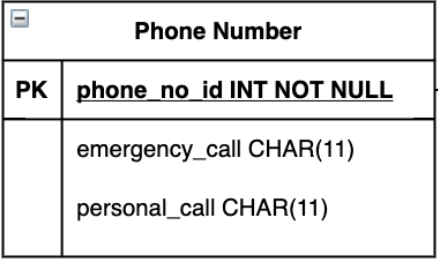 Phone Number
PK phone_no_id INT NOT NULL
emergency_call CHAR(11)
personal_call CHAR(11)